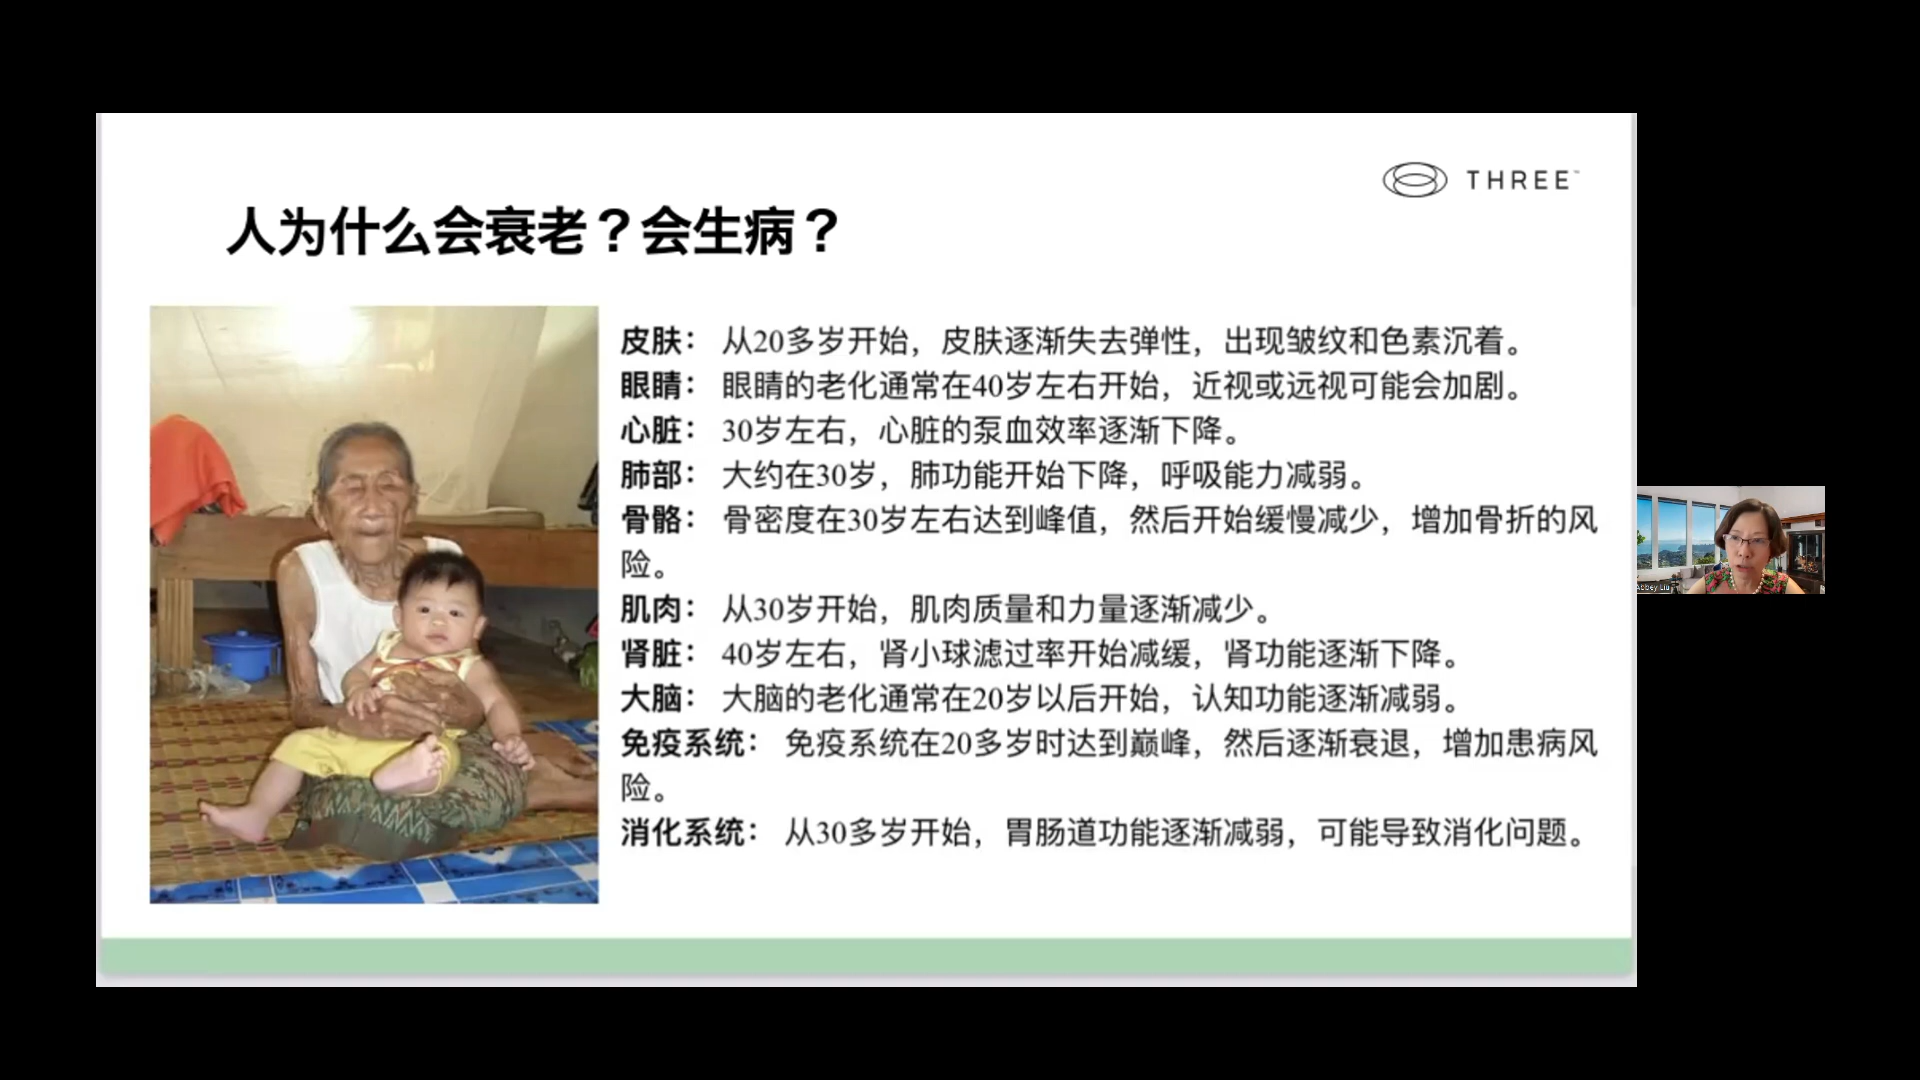 THREE™
人为什么会衰老？会生病？
皮肤： 从20多岁开始，皮肤逐渐失去弹性，出现皱纹和色素沉着。
眼睛： 眼睛的老化通常在40岁左右开始，近视或远视可能会加剧。
心脏： 30岁左右，心脏的泵血效率逐渐下降。
肺部： 大约在30岁，肺功能开始下降，呼吸能力减弱。
骨骼： 骨密度在30岁左右达到峰值，然后开始缓慢减少，增加骨折的风
险。
肌肉： 从30岁开始，肌肉质量和力量逐渐减少。
肾脏： 40岁左右，肾小球滤过率开始减缓，肾功能逐渐下降。
大脑： 大脑的老化通常在20岁以后开始，认知功能逐渐减弱。
免疫系统： 免疫系统在20多岁时达到巅峰，然后逐渐衰退，增加患病风
险。
消化系统： 从30多岁开始，胃肠道功能逐渐减弱，可能导致消化问题。
Abbey Liu